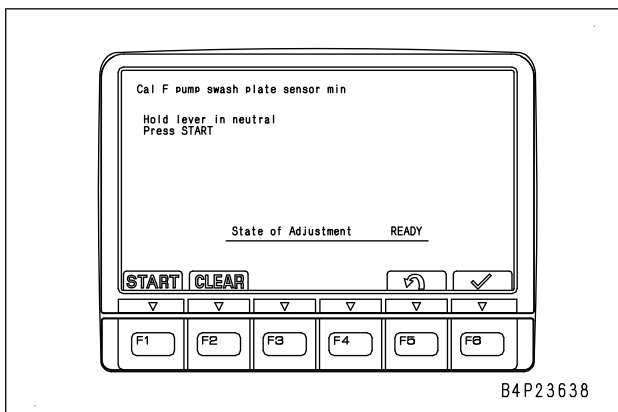 Cal F pump swash plate sensor min
Hold lever in neutral
Press START
State of Adjustment READY
START CLEAR
F1 F2 F3 F4 F5 F6
B4P23638